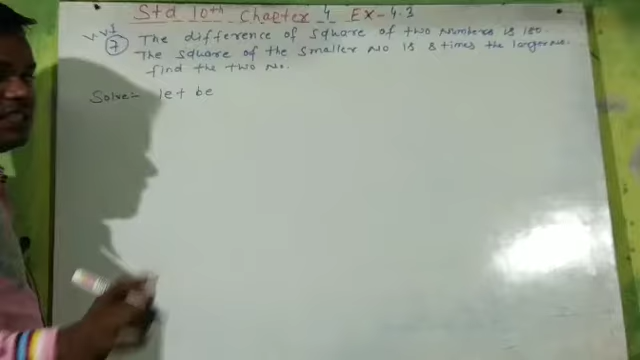 Std 10th Chapter 4 Ex-4.3
VVI
7 The difference of square of two numbers is 180.
The square of the smaller no is 8 times the larger no.
find the two no.
Solve:- let be